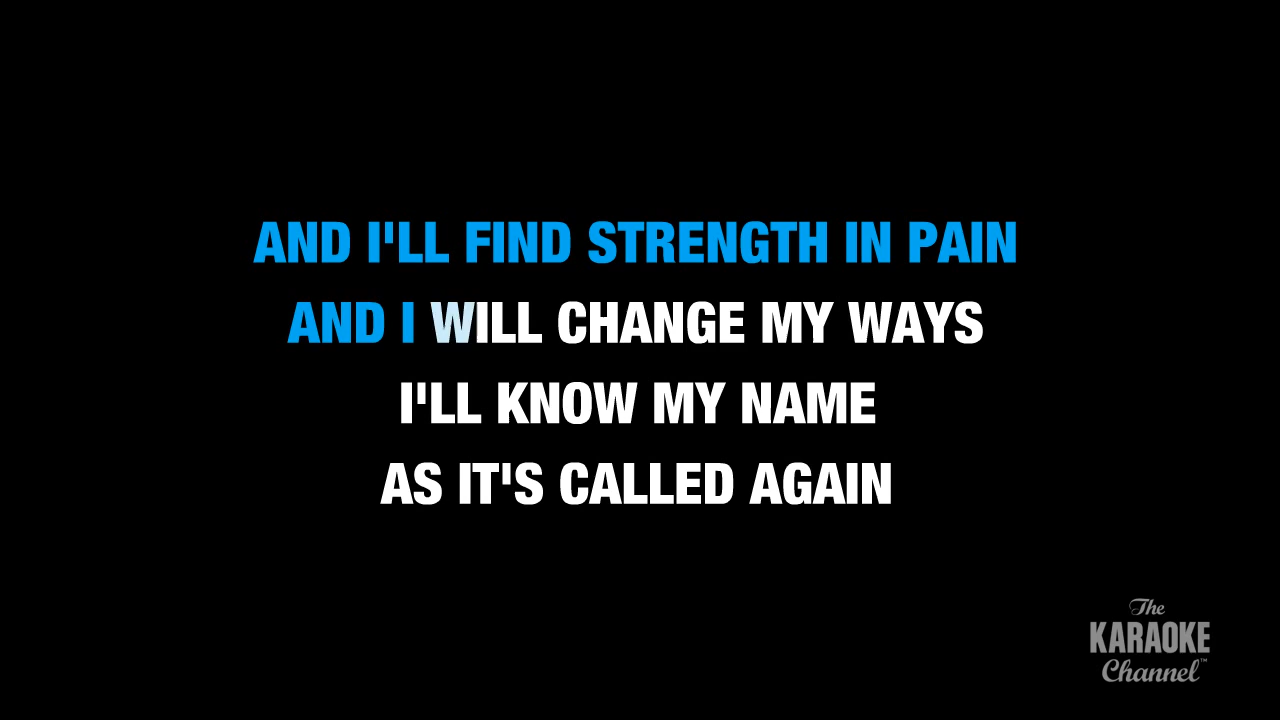 AND I'LL FIND STRENGTH IN PAIN
AND I WILL CHANGE MY WAYS
I'LL KNOW MY NAME
AS IT'S CALLED AGAIN
The
KARAOKE
Channel™